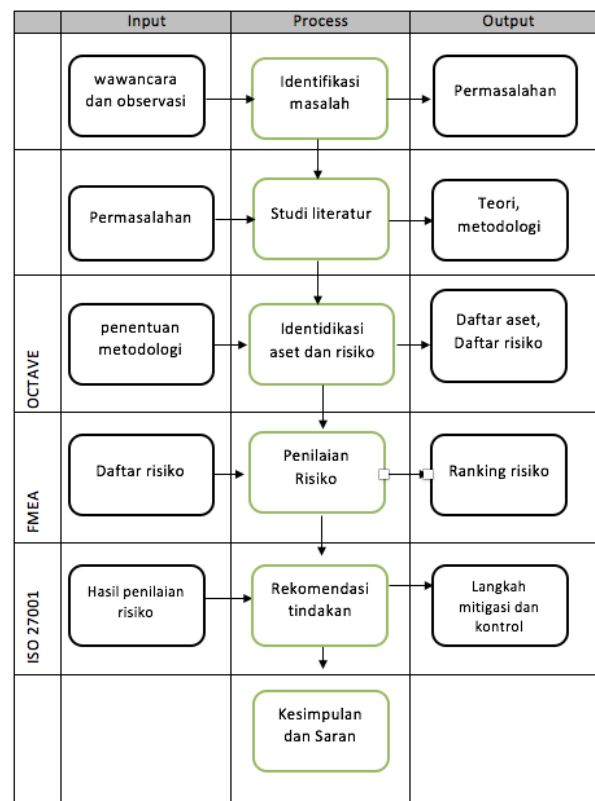 Input
Process
Output
wawancara
dan observasi
Identifikasi
masalah
Permasalahan
Permasalahan
Studi literatur
Teori,
metodologi
OCTAVE
penentuan
metodologi
Identidikasi
aset dan risiko
Daftar aset,
Daftar risiko
FMEA
Daftar risiko
Penilaian
Risiko
Ranking risiko
ISO 27001
Hasil penilaian
risiko
Rekomendasi
tindakan
Langkah
mitigasi dan
kontrol
Kesimpulan
dan Saran